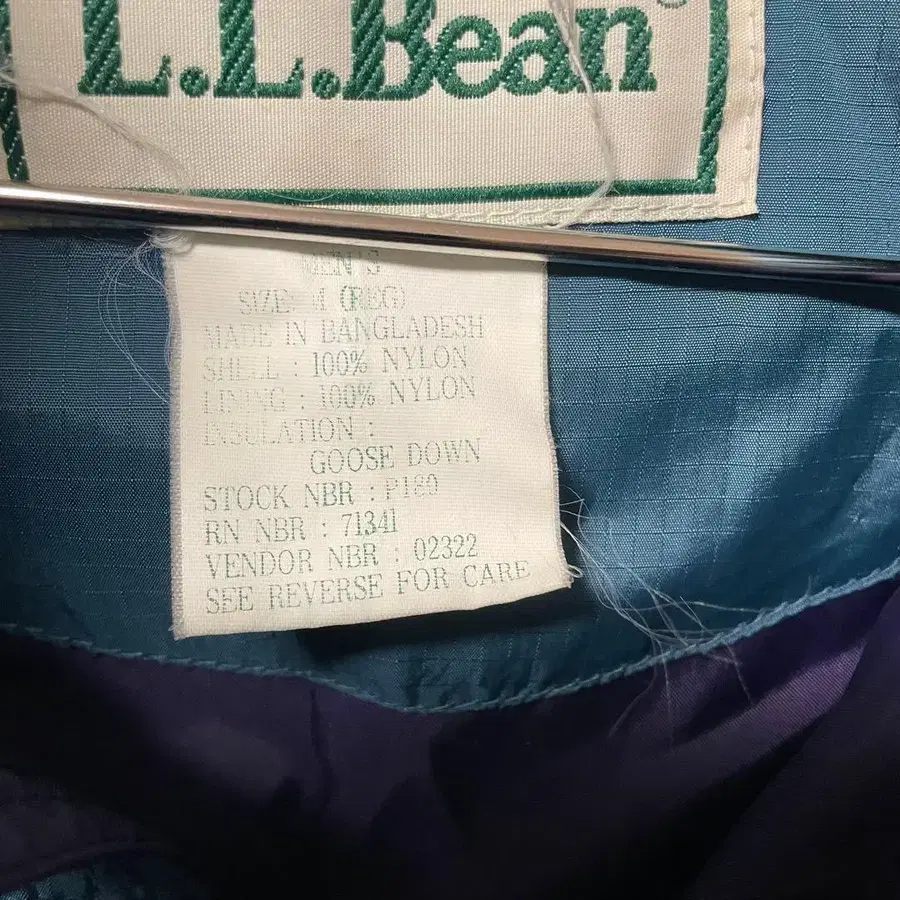 L.L.Bean
MEN'S
SIZE: M (REG)
MADE IN BANGLADESH
SHELL : 100% NYLON
LINING : 100% NYLON
INSULATION :
GOOSE DOWN
STOCK NBR : P180
RN NBR : 71341
VENDOR NBR : 02322
SEE REVERSE FOR CARE